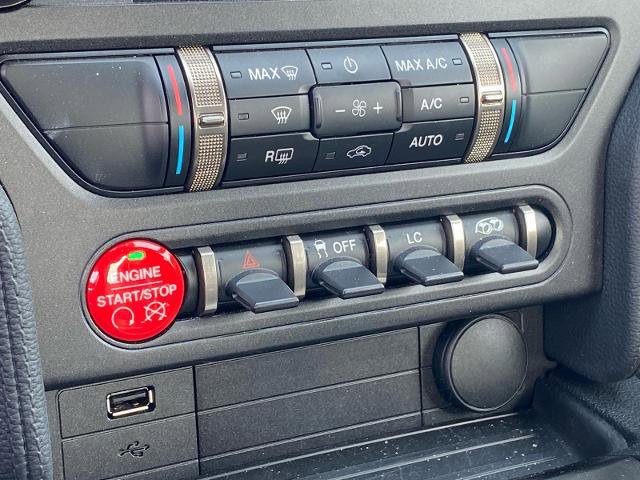 MAX
MAX A/C
- +
A/C
R
AUTO
OFF
LC
ENGINE
START/STOP